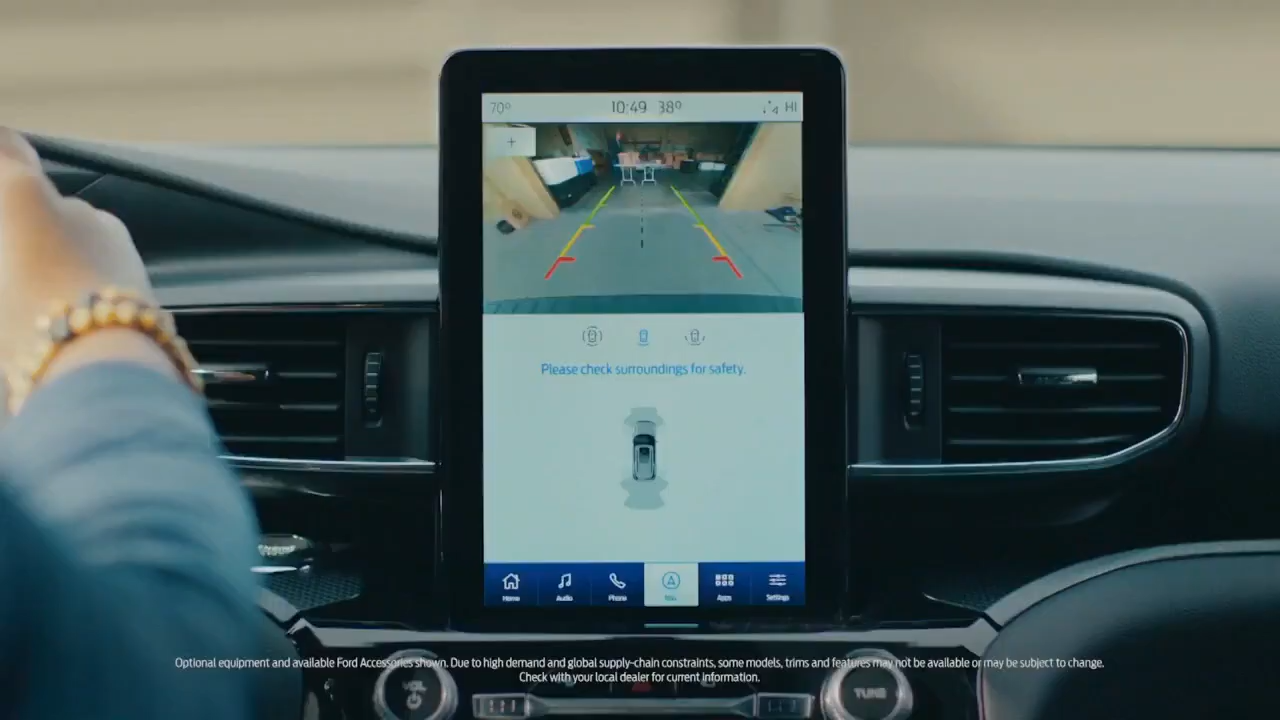 70° 10:49 38° HI
+
Please check surroundings for safety.
Home Audio Phone Nav Apps Settings
Optional equipment and available Ford Accessories shown. Due to high demand and global supply-chain constraints, some models, trims and features may not be available or may be subject to change.
Check with your local dealer for current information.
VOL TUNE